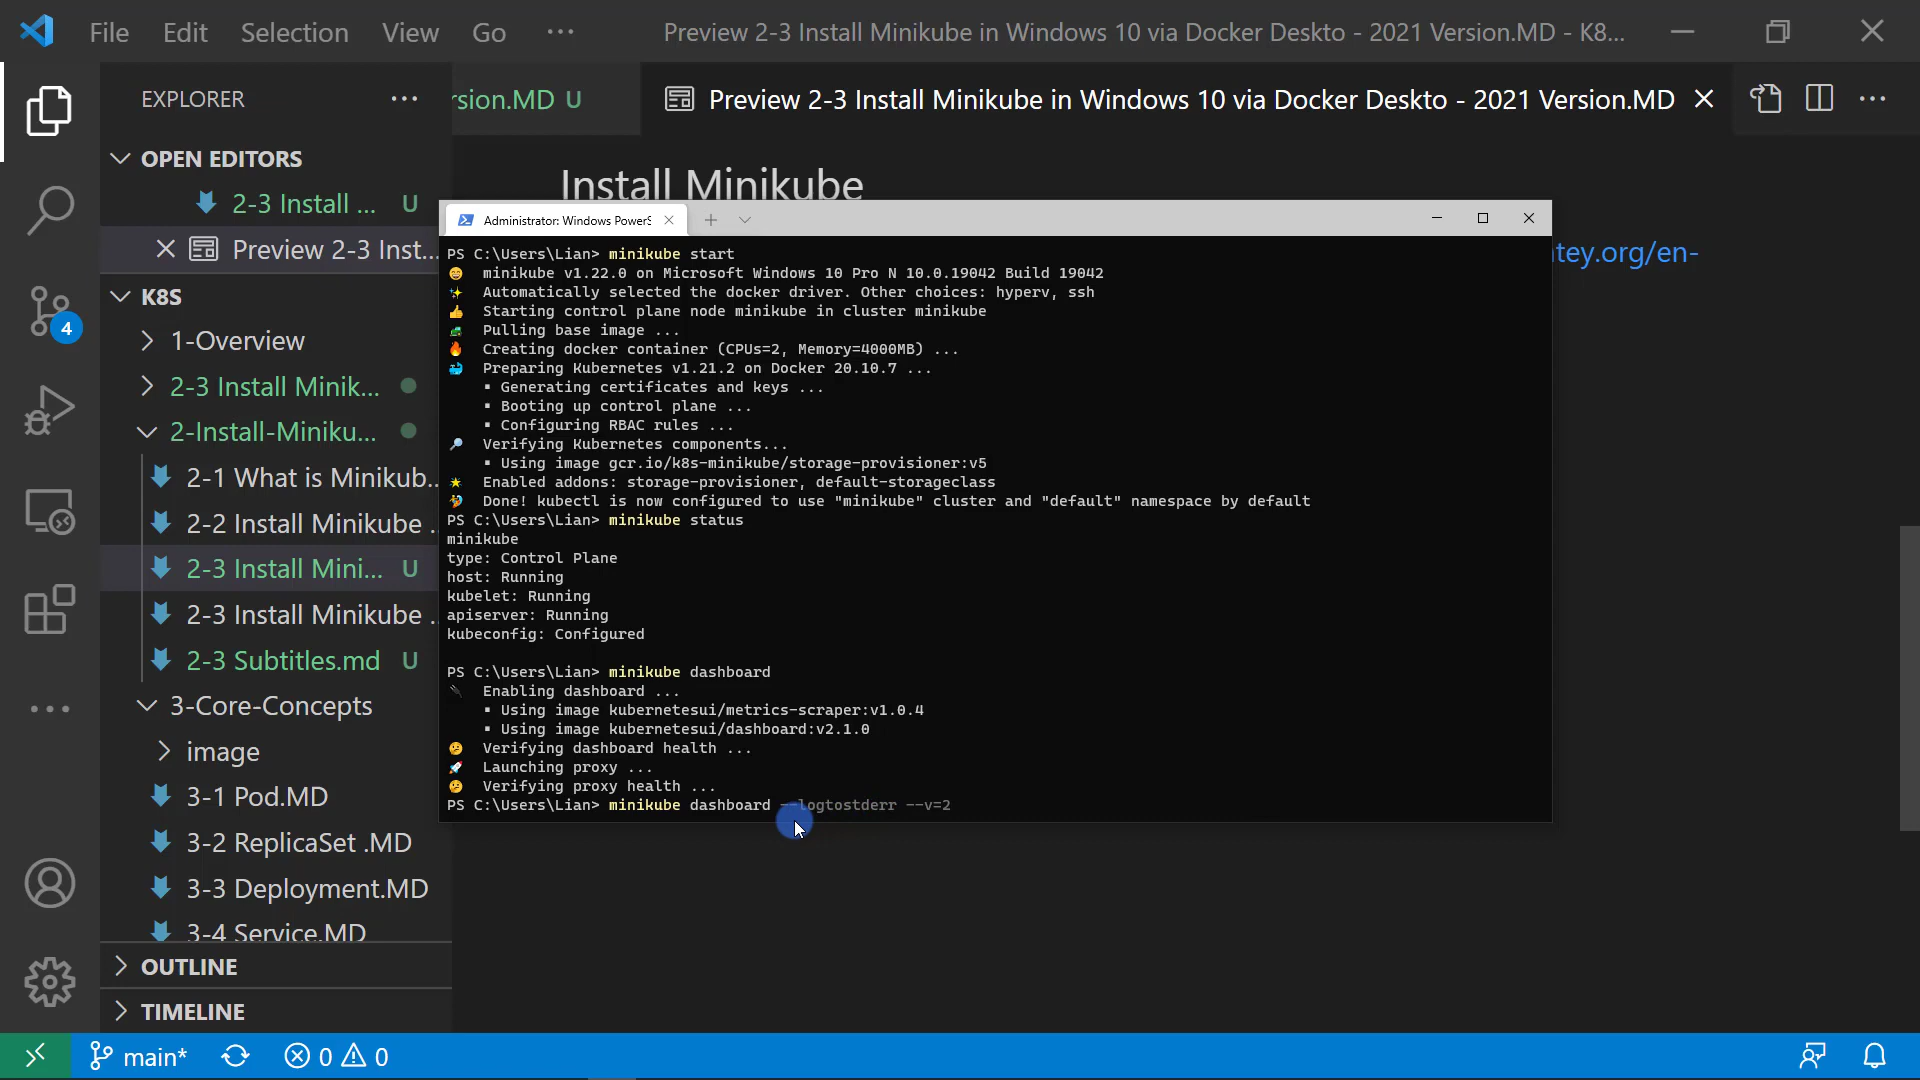 File Edit Selection View Go ··· Preview 2-3 Install Minikube in Windows 10 via Docker Deskto - 2021 Version.MD - K8...
EXPLORER ···
rsion.MD U
Preview 2-3 Install Minikube in Windows 10 via Docker Deskto - 2021 Version.MD
OPEN EDITORS
2-3 Install ... U
Preview 2-3 Inst...
K8S
1-Overview
2-3 Install Minik...
2-Install-Miniku...
2-1 What is Minikub...
2-2 Install Minikube ...
2-3 Install Mini... U
2-3 Install Minikube ...
2-3 Subtitles.md U
3-Core-Concepts
image
3-1 Pod.MD
3-2 ReplicaSet .MD
3-3 Deployment.MD
3-4 Service.MD
OUTLINE
TIMELINE
4
Install Minikube
tey.org/en-
Administrator: Windows PowerS
PS C:\Users\Lian> minikube start
minikube v1.22.0 on Microsoft Windows 10 Pro N 10.0.19042 Build 19042
Automatically selected the docker driver. Other choices: hyperv, ssh
Starting control plane node minikube in cluster minikube
Pulling base image ...
Creating docker container (CPUs=2, Memory=4000MB) ...
Preparing Kubernetes v1.21.2 on Docker 20.10.7 ...
▪ Generating certificates and keys ...
▪ Booting up control plane ...
▪ Configuring RBAC rules ...
Verifying Kubernetes components...
▪ Using image gcr.io/k8s-minikube/storage-provisioner:v5
Enabled addons: storage-provisioner, default-storageclass
Done! kubectl is now configured to use "minikube" cluster and "default" namespace by default
PS C:\Users\Lian> minikube status
minikube
type: Control Plane
host: Running
kubelet: Running
apiserver: Running
kubeconfig: Configured
PS C:\Users\Lian> minikube dashboard
Enabling dashboard ...
▪ Using image kubernetesui/metrics-scraper:v1.0.4
▪ Using image kubernetesui/dashboard:v2.1.0
Verifying dashboard health ...
Launching proxy ...
Verifying proxy health ...
PS C:\Users\Lian> minikube dashboard --logtostderr --v=2
main* 0 0